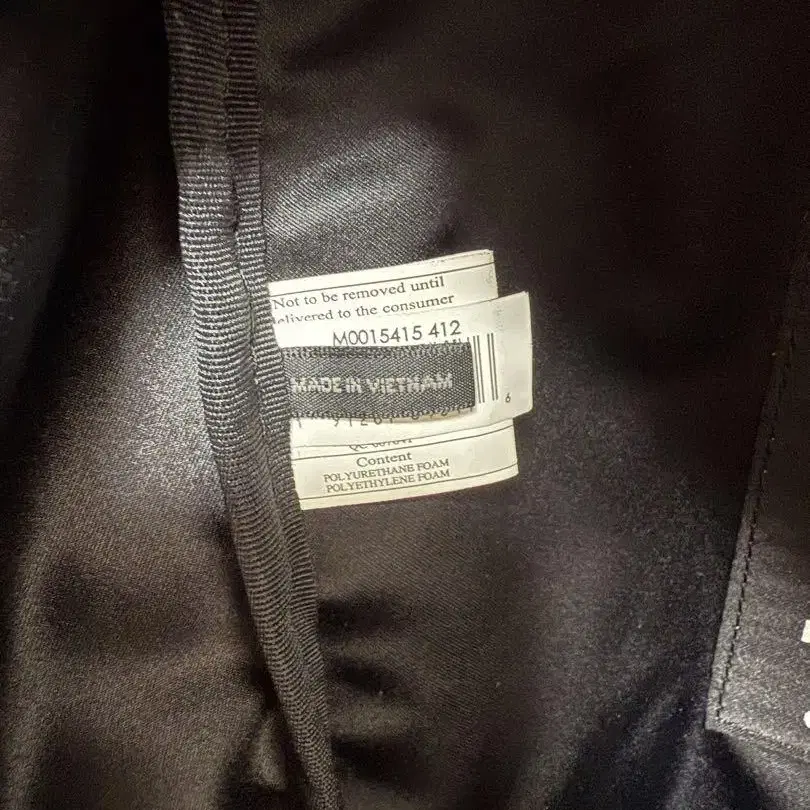 Not to be removed until
delivered to the consumer
M0015415 412
MADE IN VIETNAM
6
Content
POLYURETHANE FOAM
POLYETHYLENE FOAM